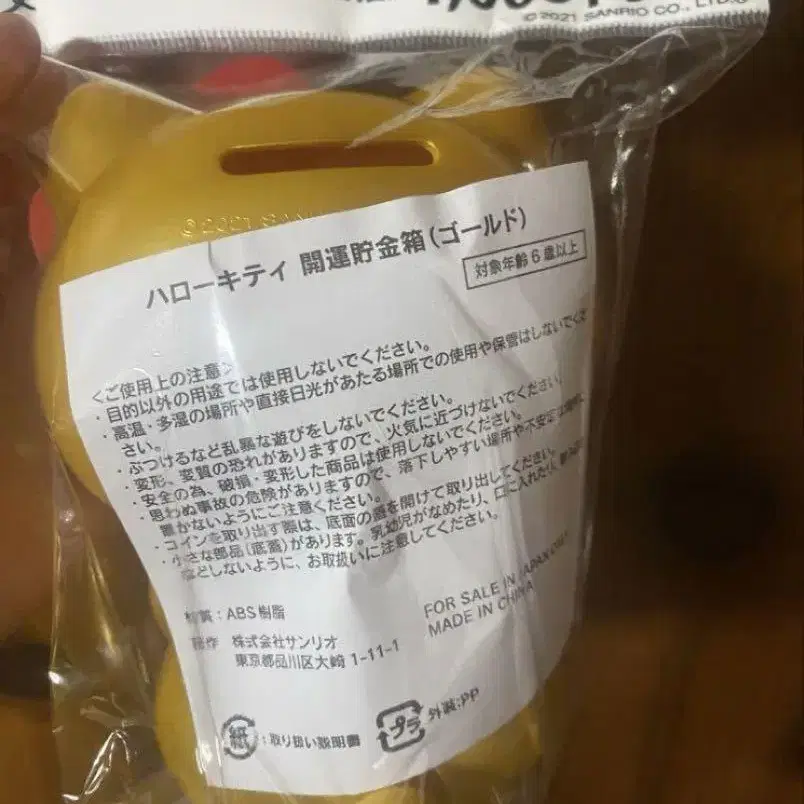 ©2021 SANRIO CO., LTD.
©2021 SAN
ハローキティ 開運貯金箱(ゴールド)
対象年齢6歳以上
<ご使用上の注意>
・目的以外の用途では使用しないでください。
・高温・多湿の場所や直接日光があたる場所での使用や保管はしないでくだ
さい。
・ぶつけるなど乱暴な遊びをしないでください。
・変形、変質の恐れがありますので、火気に近づけないでください。
・安全の為、破損・変形した商品は使用しないでください。
・思わぬ事故の危険がありますので、落下しやすい場所や不安定な場所に
置かないようにご注意ください。
・コインを取り出す際は、底面の蓋を開けて取り出してください。
・小さな部品(底蓋)があります。乳幼児がなめたり、口に入れたり、
などしないように、お取扱いに注意してください。
材質:ABS樹脂
製作 株式会社サンリオ
東京都品川区大崎 1-11-1
FOR SALE IN JAPAN ONLY
MADE IN CHINA
紙:取り扱い説明書
プラ 外装:PP